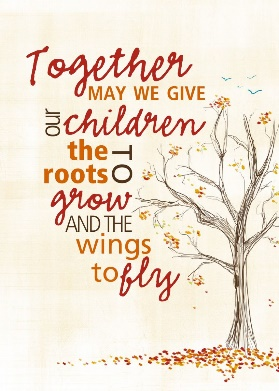 Together
MAY WE GIVE
our children
the
roots TO
grow
AND THE
wings
to fly